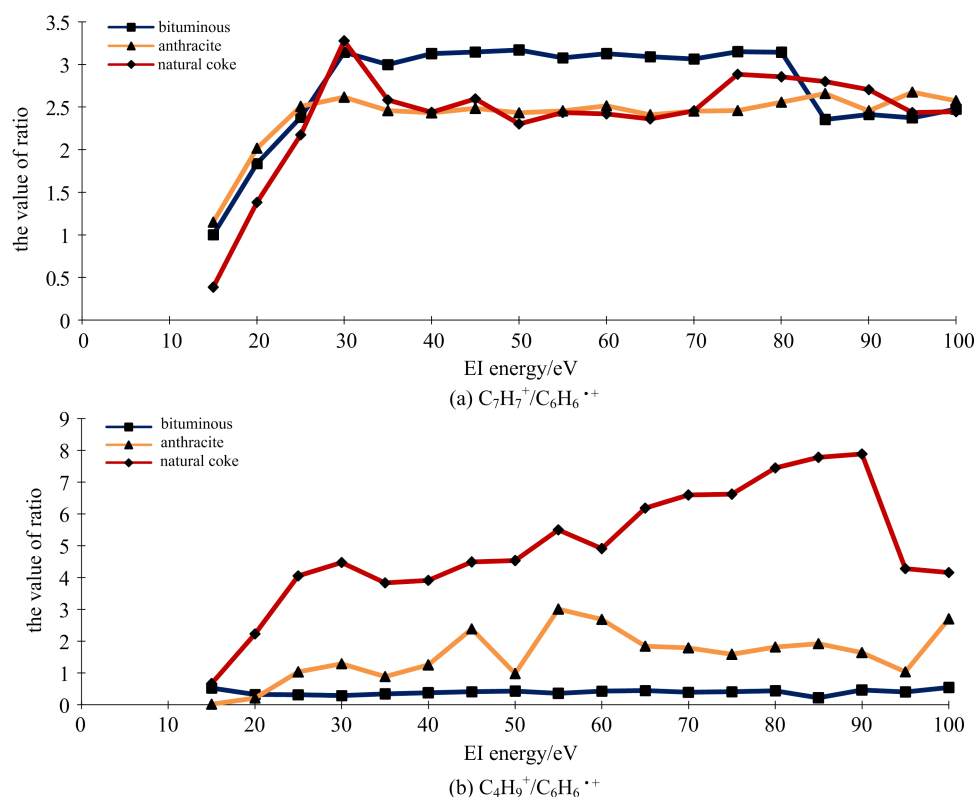 bituminous
anthracite
natural coke
the value of ratio
3.5
3
2.5
2
1.5
1
0.5
0
0 10 20 30 40 50 60 70 80 90 100
EI energy/eV
(a) C₇H₇⁺/C₆H₆•⁺
bituminous
anthracite
natural coke
the value of ratio
9
8
7
6
5
4
3
2
1
0
0 10 20 30 40 50 60 70 80 90 100
EI energy/eV
(b) C₄H₉⁺/C₆H₆•⁺